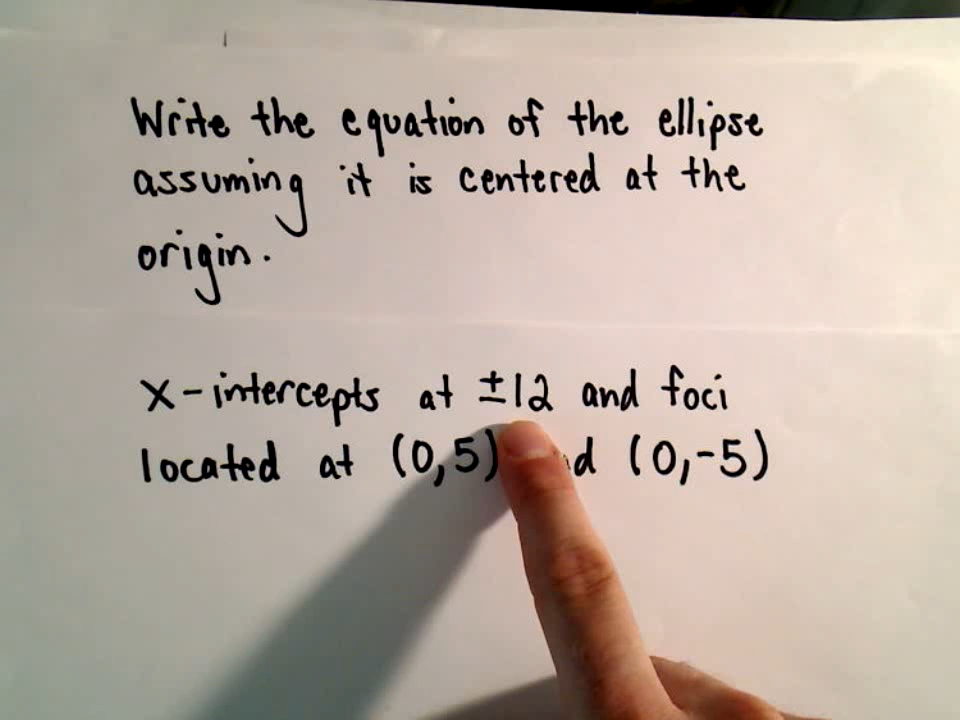 Write the equation of the ellipse
assuming it is centered at the
origin.
x-intercepts at ±12 and foci
located at (0,5) (0,-5)